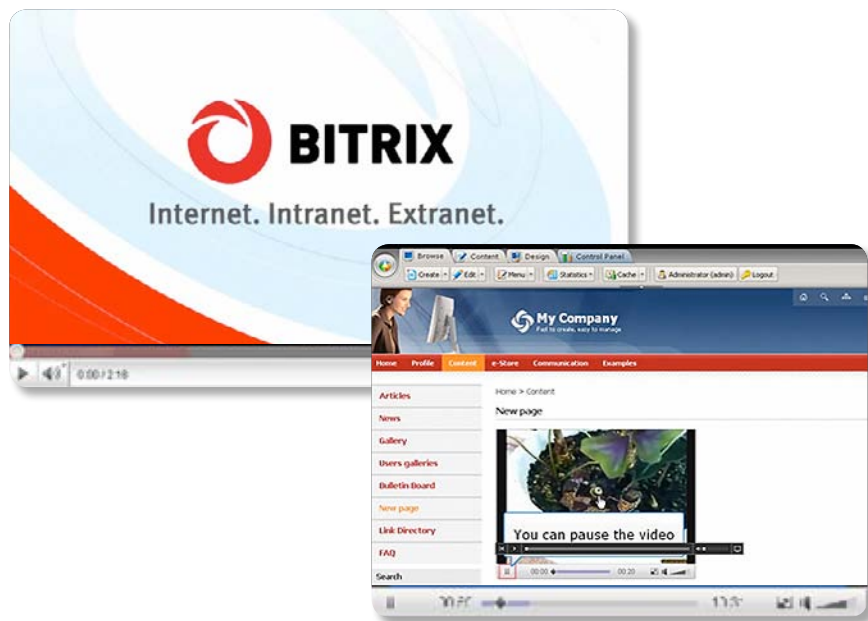 BITRIX
Internet. Intranet. Extranet.
0:00 / 2:18
Browse Content Design Control Panel
Create Edit Menu Statistics Cache Administrator (admin) Logout
My Company
Fast to create, easy to manage
Home Profile Content e-Store Communication Examples
Articles
News
Gallery
Users galleries
Bulletin Board
New page
Link Directory
FAQ
Search
Home > Content
New page
You can pause the video
00:00 00:20